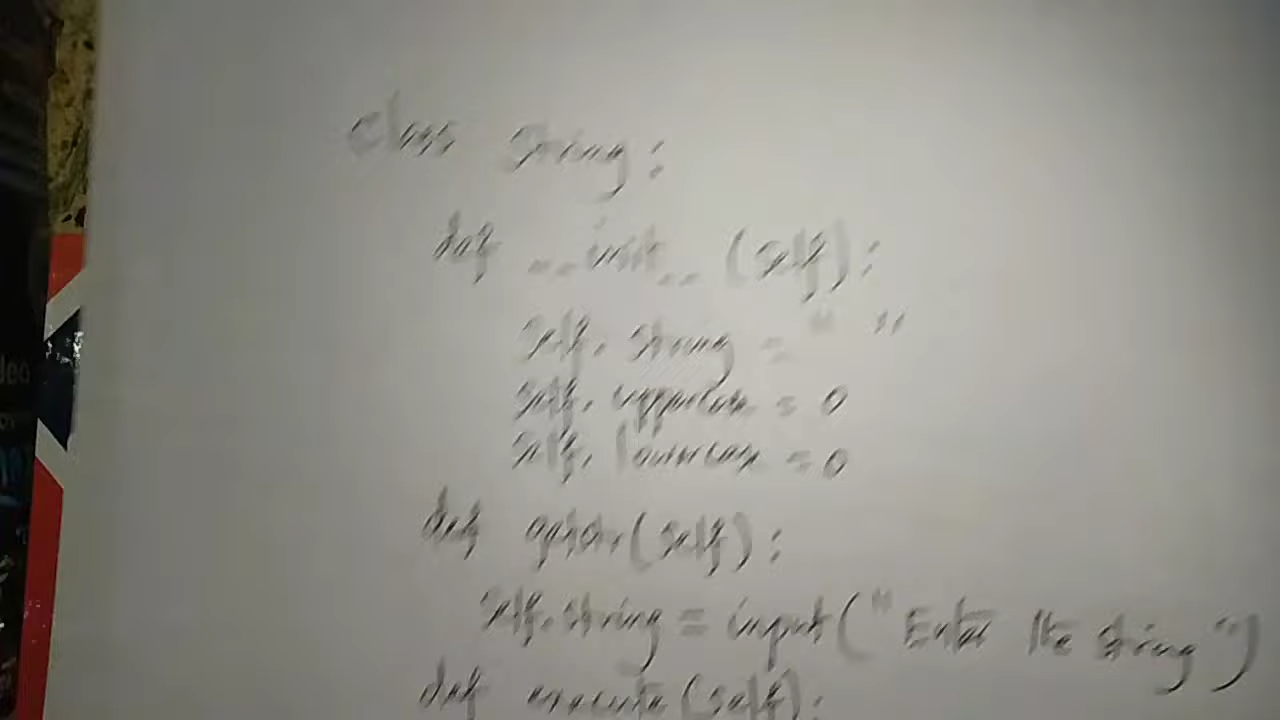 class String:
def __init__(self):
self.string = " "
self.uppercase = 0
self.lowercase = 0
def getstr(self):
self.string = input("Enter the string")
def execute(self):